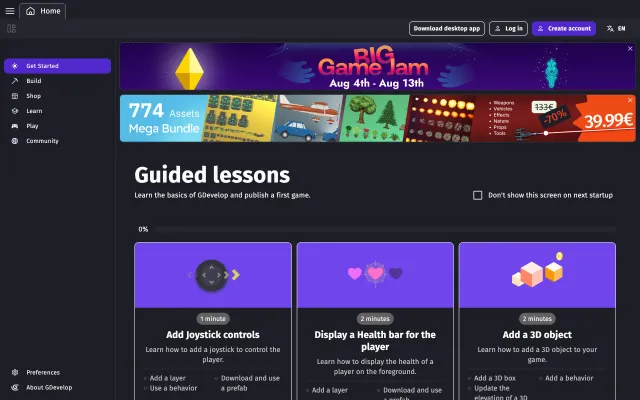 Home
Download desktop app
Log in
Create account
EN
Get Started
Build
Shop
Learn
Play
Community
BIG
Game Jam
Aug 4th - Aug 13th
774 Assets
Mega Bundle
Weapons
Vehicles
Effects
Nature
Props
Tools
133€
-70%
39.99€
Guided lessons
Learn the basics of GDevelop and publish a first game.
Don't show this screen on next startup
0%
1 minute
Add Joystick controls
Learn how to add a joystick to control the
player.
Add a layer
Use a behavior
Download and use
a prefab
2 minutes
Display a Health bar for the
player
Learn how to display the health of a
player on the foreground.
Add a layer
Download and use
a prefab
2 minutes
Add a 3D object
Learn how to add a 3D object to your
game.
Add a 3D box
Update the
elevation of a 3D
Add a behavior
Preferences
About GDevelop